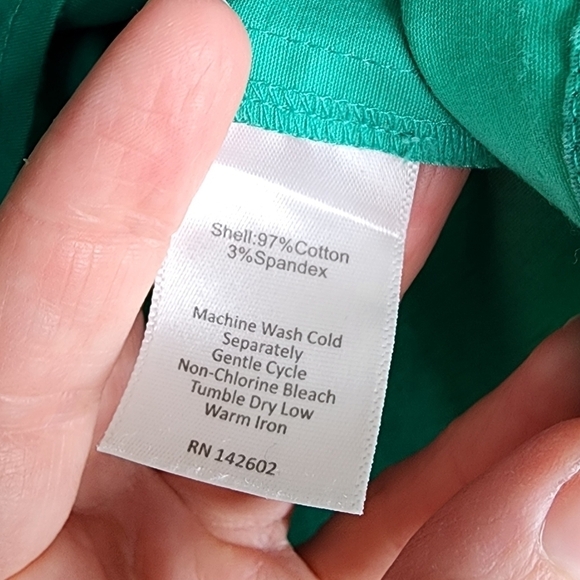 Shell:97%Cotton
3%Spandex
Machine Wash Cold
Separately
Gentle Cycle
Non-Chlorine Bleach
Tumble Dry Low
Warm Iron
RN 142602